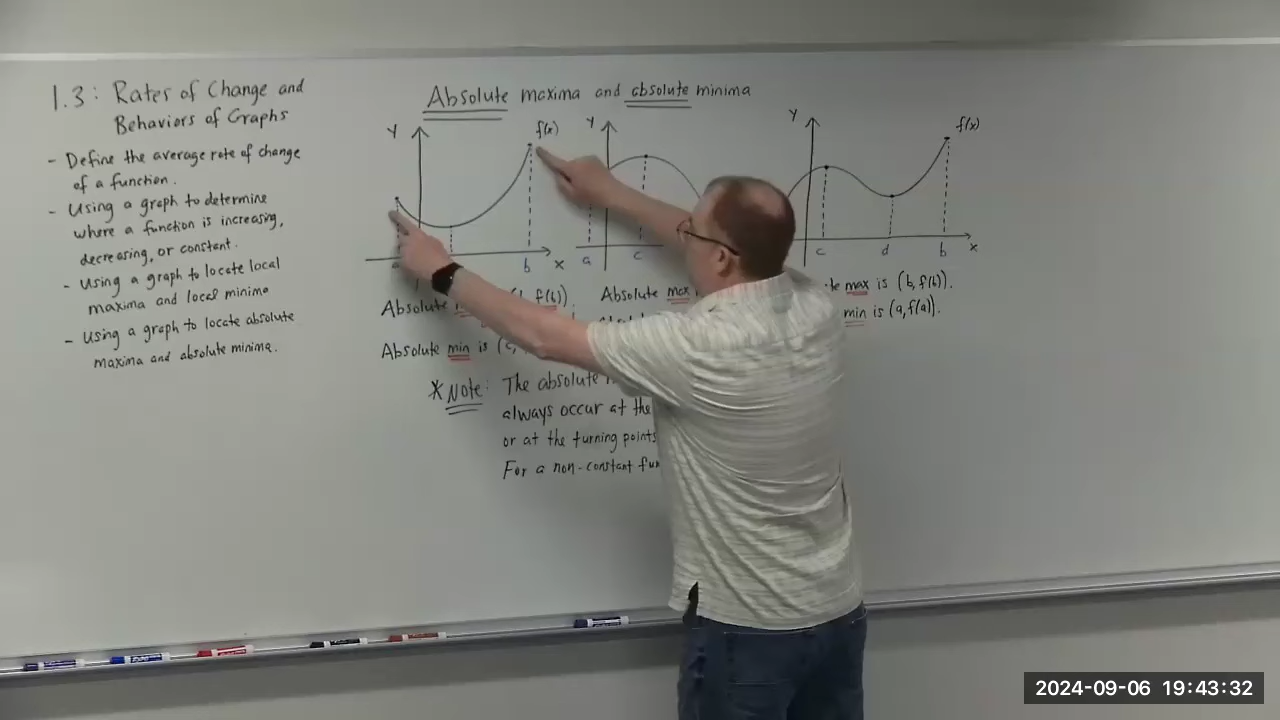 1.3: Rates of Change and
Behaviors of Graphs
- Define the average rate of change
of a function.
- Using a graph to determine
where a function is increasing,
decreasing, or constant.
- Using a graph to locate local
maxima and local minima
- Using a graph to locate absolute
maxima and absolute minima.
Absolute maxima and absolute minima
y
f(x)
b
x
Absolute
f(b)).
Absolute min is (c,
y
a
c
Absolute max
y
f(x)
c
d
b
x
max is (b, f(b)).
min is (a, f(a)).
* Note: The absolute
always occur at the
or at the turning points
For a non-constant
2024-09-06 19:43:32